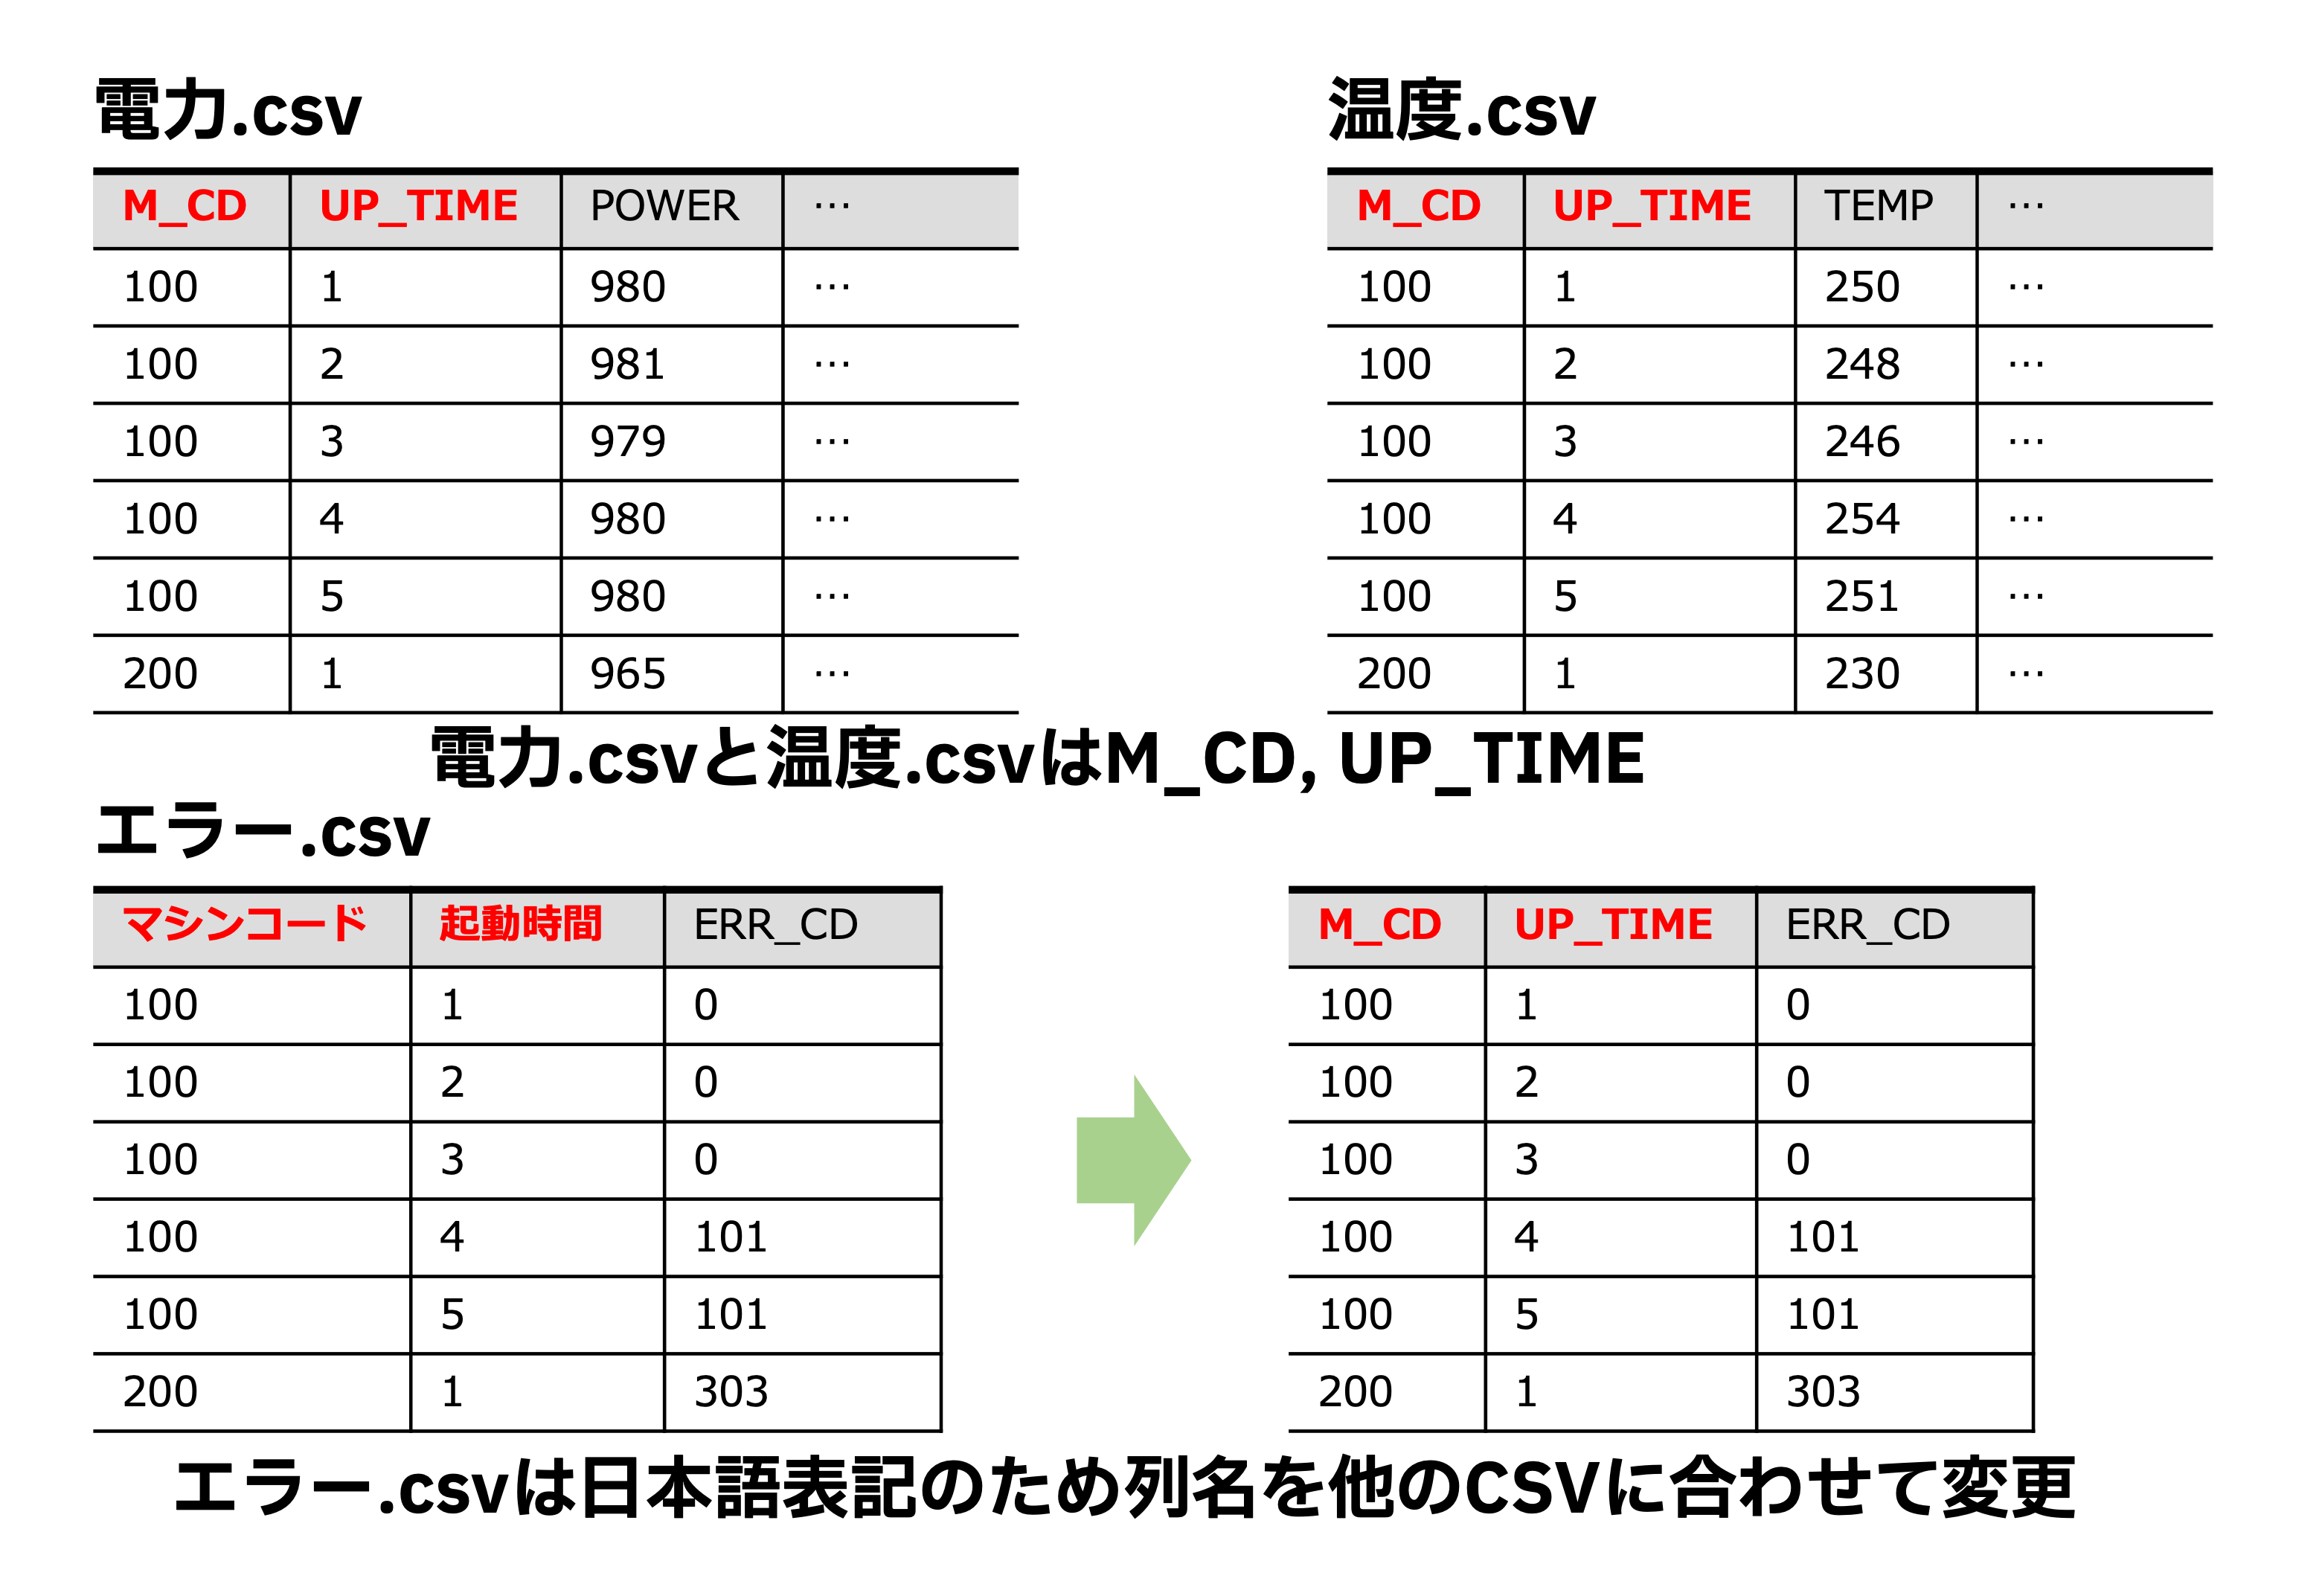 電力.csv
M_CD UP_TIME POWER …
100 1 980 …
100 2 981 …
100 3 979 …
100 4 980 …
100 5 980 …
200 1 965 …
温度.csv
M_CD UP_TIME TEMP …
100 1 250 …
100 2 248 …
100 3 246 …
100 4 254 …
100 5 251 …
200 1 230 …
電力.csvと温度.csvはM_CD, UP_TIME
エラー.csv
マシンコード 起動時間 ERR_CD
100 1 0
100 2 0
100 3 0
100 4 101
100 5 101
200 1 303
M_CD UP_TIME ERR_CD
100 1 0
100 2 0
100 3 0
100 4 101
100 5 101
200 1 303
エラー.csvは日本語表記のため列名を他のCSVに合わせて変更